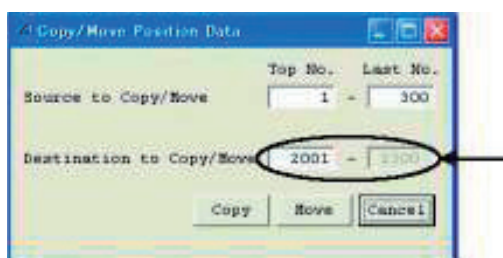 Copy/Move Position Data
Top No. Last No.
Source to Copy/Move 1 - 300
Destination to Copy/Move 2001 - 2300
Copy Move Cancel